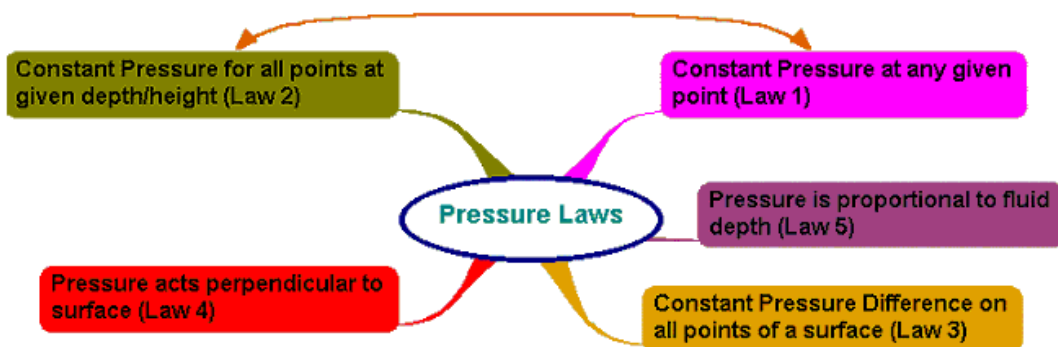 Constant Pressure for all points at
given depth/height (Law 2)
Constant Pressure at any given
point (Law 1)
Pressure Laws
Pressure is proportional to fluid
depth (Law 5)
Pressure acts perpendicular to
surface (Law 4)
Constant Pressure Difference on
all points of a surface (Law 3)